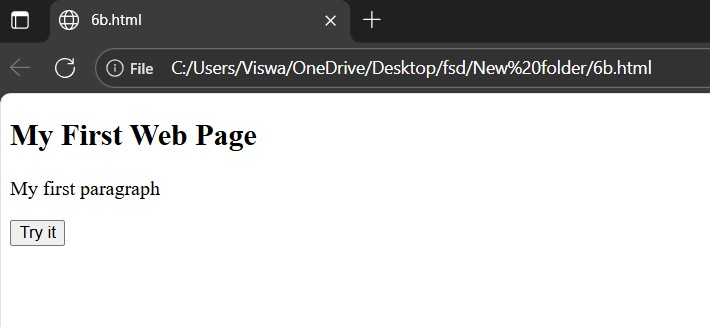 6b.html
File C:/Users/Viswa/OneDrive/Desktop/fsd/New%20folder/6b.html
My First Web Page
My first paragraph
Try it